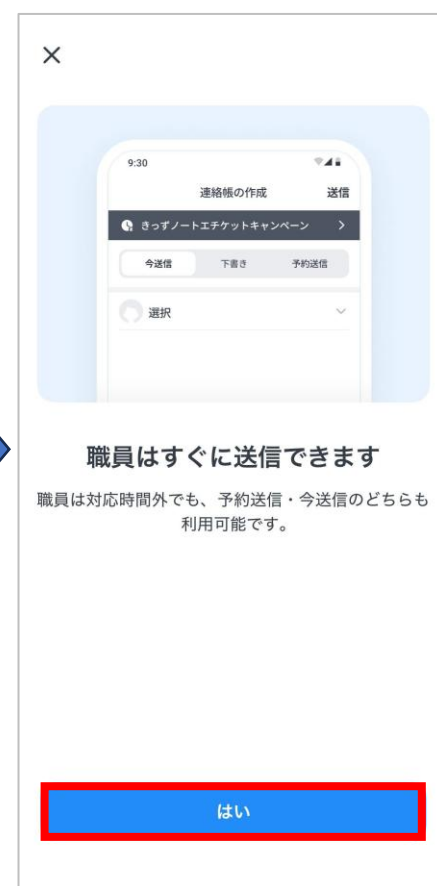 9:30
連絡帳の作成 送信
きっずノートエチケットキャンペーン
今送信 下書き 予約送信
選択
職員はすぐに送信できます
職員は対応時間外でも、予約送信・今送信のどちらも
利用可能です。
はい